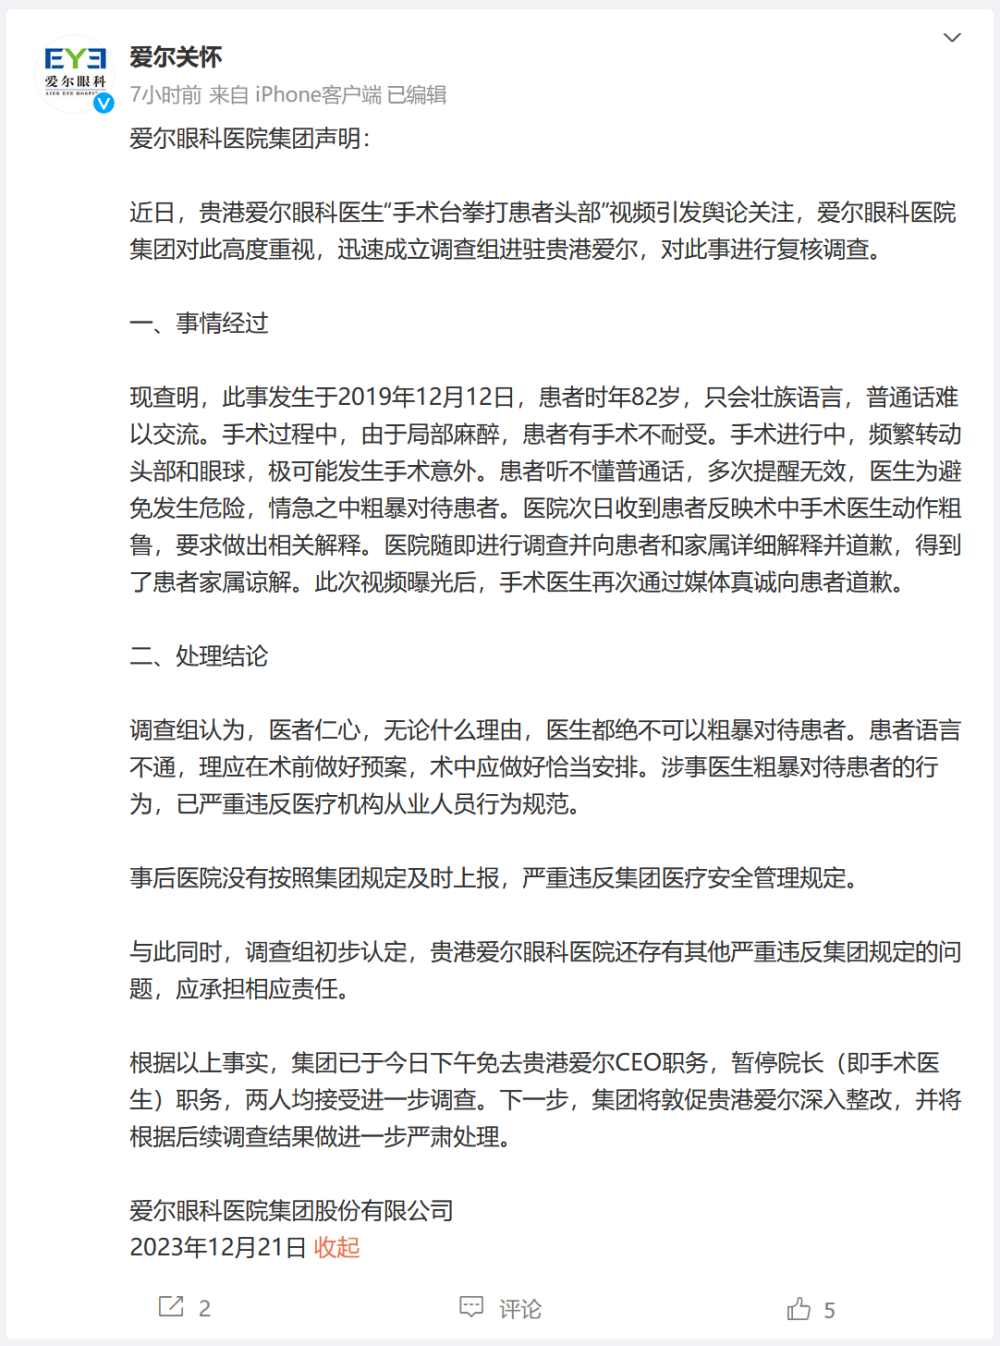 EYE
爱尔眼科
爱尔关怀
7小时前 来自 iPhone客户端 已编辑
爱尔眼科医院集团声明：
近日，贵港爱尔眼科医生“手术台拳打患者头部”视频引发舆论关注，爱尔眼科医院
集团对此高度重视，迅速成立调查组进驻贵港爱尔，对此事进行复核调查。
一、事情经过
现查明，此事发生于2019年12月12日，患者时年82岁，只会壮族语言，普通话难
以交流。手术过程中，由于局部麻醉，患者有手术不耐受。手术进行中，频繁转动
头部和眼球，极可能发生手术意外。患者听不懂普通话，多次提醒无效，医生为避
免发生危险，情急之中粗暴对待患者。医院次日收到患者反映术中手术医生动作粗
鲁，要求做出相关解释。医院随即进行调查并向患者和家属详细解释并道歉，得到
了患者家属谅解。此次视频曝光后，手术医生再次通过媒体真诚向患者道歉。
二、处理结论
调查组认为，医者仁心，无论什么理由，医生都绝不可以粗暴对待患者。患者语言
不通，理应在术前做好预案，术中应做好恰当安排。涉事医生粗暴对待患者的行
为，已严重违反医疗机构从业人员行为规范。
事后医院没有按照集团规定及时上报，严重违反集团医疗安全管理规定。
与此同时，调查组初步认定，贵港爱尔眼科医院还存有其他严重违反集团规定的问
题，应承担相应责任。
根据以上事实，集团已于今日下午免去贵港爱尔CEO职务，暂停院长（即手术医
生）职务，两人均接受进一步调查。下一步，集团将敦促贵港爱尔深入整改，并将
根据后续调查结果做进一步严肃处理。
爱尔眼科医院集团股份有限公司
2023年12月21日 收起
2 评论 5